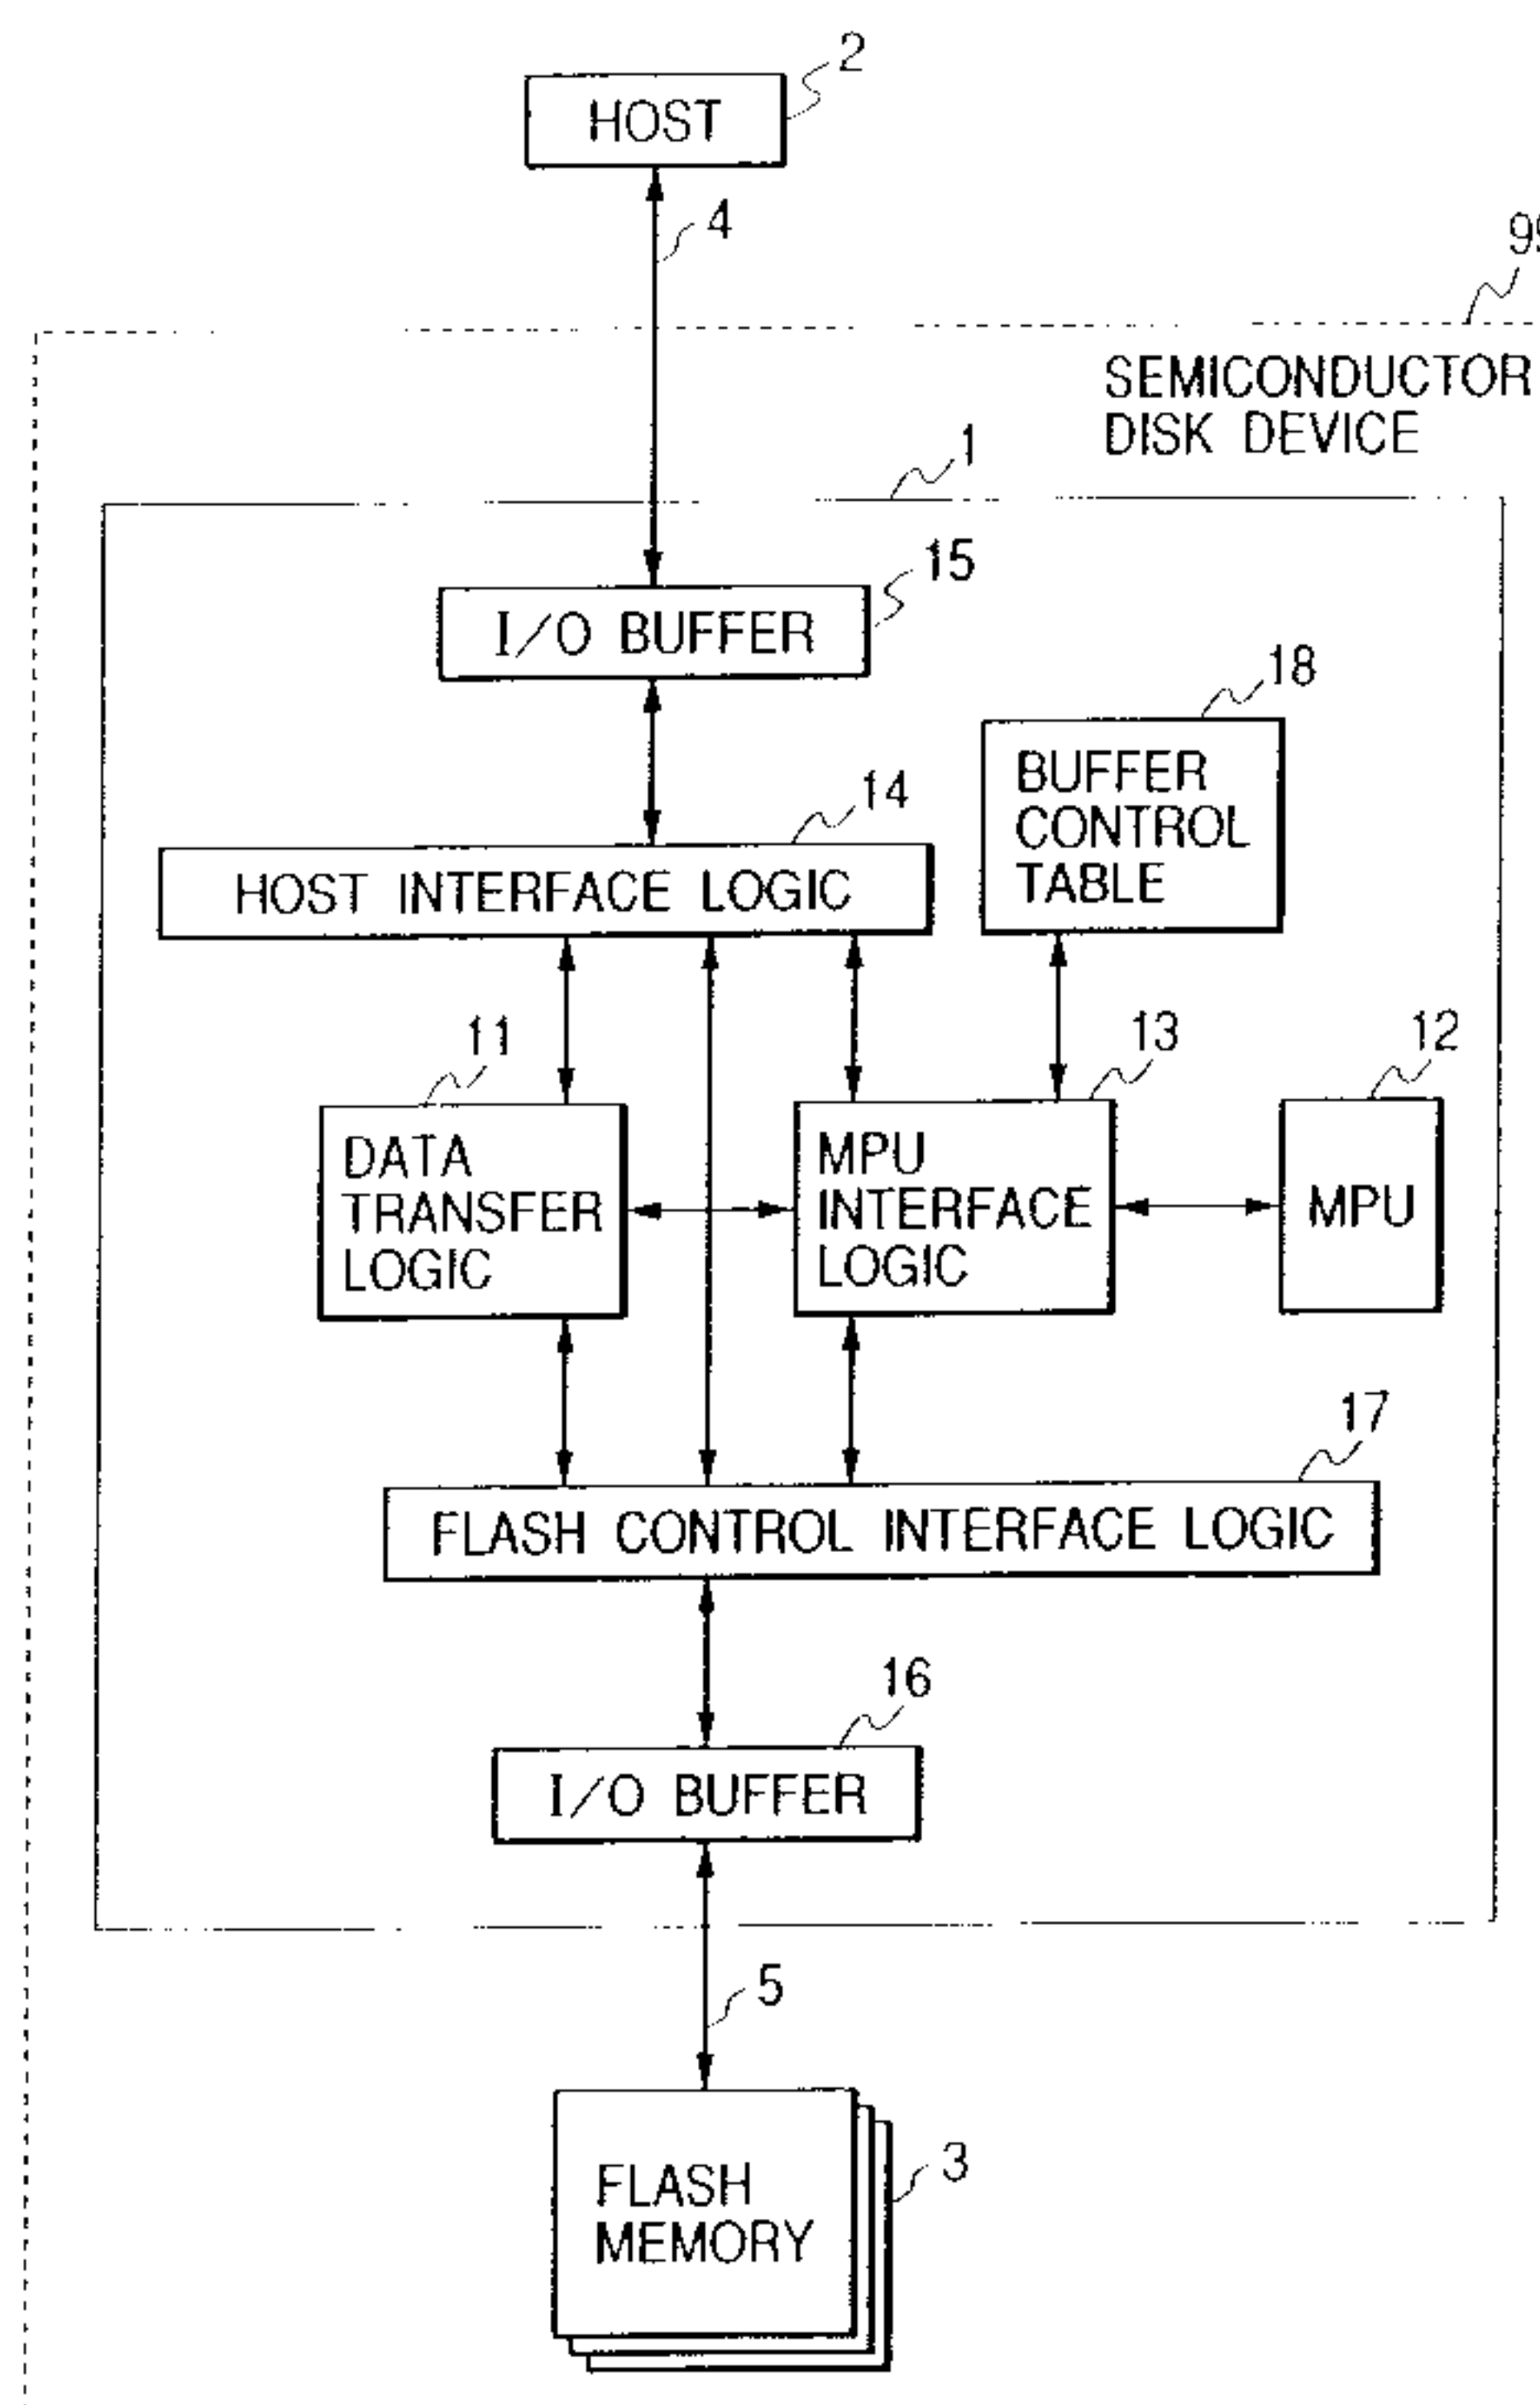 2
HOST
4
SEMICONDUCTOR
DISK DEVICE
1
15
I/O BUFFER
18
BUFFER
CONTROL
TABLE
14
HOST INTERFACE LOGIC
11
13
12
DATA
TRANSFER
LOGIC
MPU
INTERFACE
LOGIC
MPU
17
FLASH CONTROL INTERFACE LOGIC
16
I/O BUFFER
5
3
FLASH
MEMORY